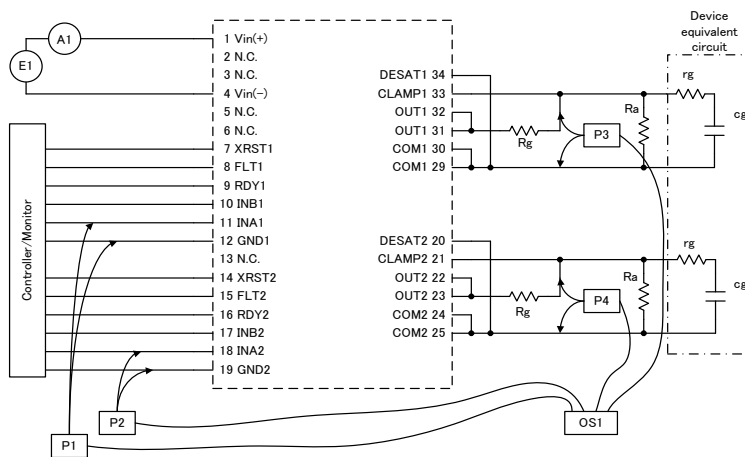 Device
equivalent
circuit
A1
E1
1 Vin(+)
2 N.C.
3 N.C.
4 Vin(-)
5 N.C.
6 N.C.
7 XRST1
8 FLT1
9 RDY1
10 INB1
11 INA1
12 GND1
13 N.C.
14 XRST2
15 FLT2
16 RDY2
17 INB2
18 INA2
19 GND2
DESAT1 34
CLAMP1 33
OUT1 32
OUT1 31
COM1 30
COM1 29
DESAT2 20
CLAMP2 21
OUT2 22
OUT2 23
COM2 24
COM2 25
Controller/Monitor
Rg
P3
Ra
rg
cg
Rg
P4
Ra
rg
cg
P1
P2
OS1